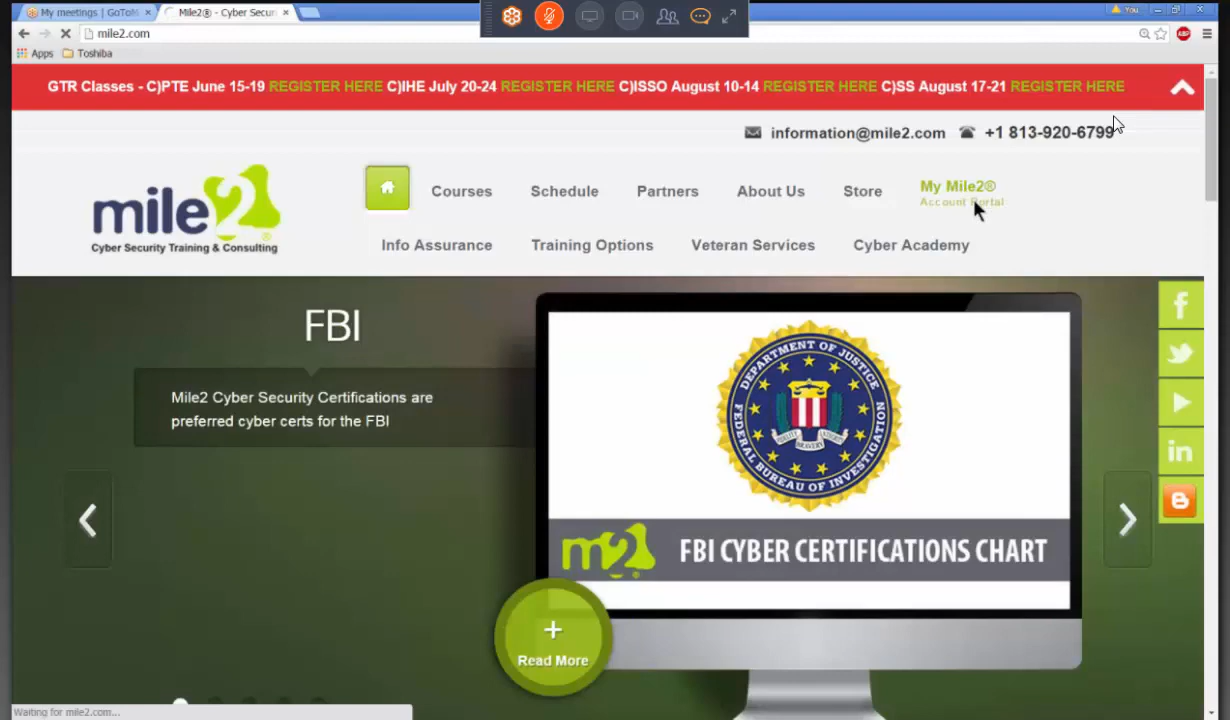 My meetings | GoToM
Mile2® - Cyber Secur
You
mile2.com
Apps
Toshiba
GTR Classes - C)PTE June 15-19 REGISTER HERE C)IHE July 20-24 REGISTER HERE C)ISSO August 10-14 REGISTER HERE C)SS August 17-21 REGISTER HERE
information@mile2.com
+1 813-920-6799
mile2®
Cyber Security Training & Consulting
Courses
Schedule
Partners
About Us
Store
My Mile2®
Account Portal
Info Assurance
Training Options
Veteran Services
Cyber Academy
FBI
Mile2 Cyber Security Certifications are
preferred cyber certs for the FBI
DEPARTMENT OF JUSTICE
FIDELITY BRAVERY INTEGRITY
FEDERAL BUREAU OF INVESTIGATION
m2®
FBI CYBER CERTIFICATIONS CHART
Read More
Waiting for mile2.com...